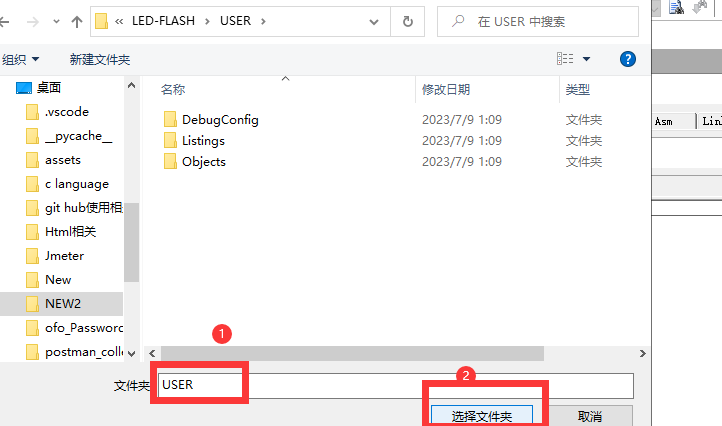 « LED-FLASH › USER ›
在 USER 中搜索
组织 新建文件夹
?
桌面
.vscode
__pycache__
assets
c language
git hub使用相
Html相关
Jmeter
New
NEW2
ofo_Password
postman_colle
名称 修改日期 类型
DebugConfig 2023/7/9 1:09 文件夹
Listings 2023/7/9 1:09 文件夹
Objects 2023/7/9 1:09 文件夹
Asm Lin
1
文件夹 USER
2
选择文件夹 取消